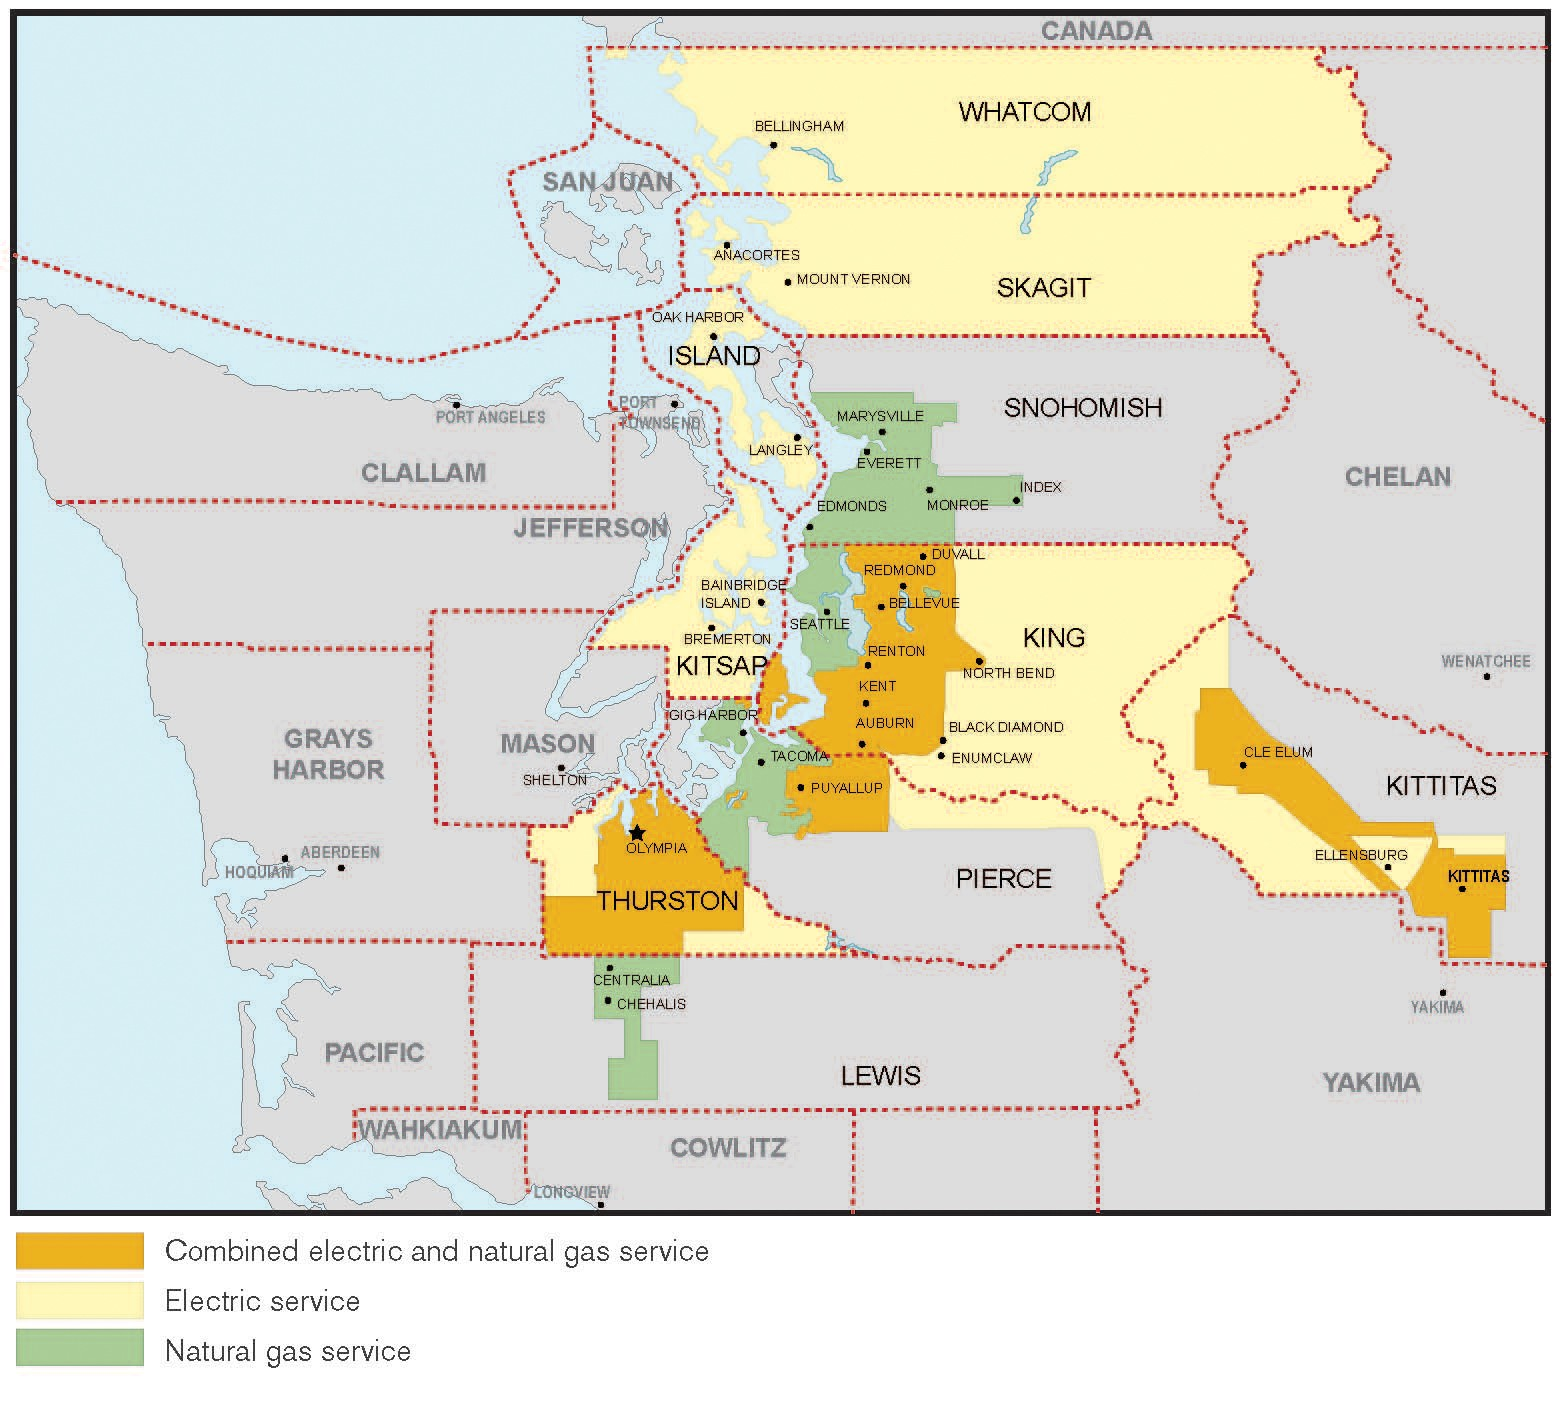 CANADA
WHATCOM
BELLINGHAM
SAN JUAN
ANACORTES
MOUNT VERNON
SKAGIT
OAK HARBOR
ISLAND
PORT
TOWNSEND
PORT ANGELES
MARYSVILLE
SNOHOMISH
LANGLEY
EVERETT
CLALLAM
CHELAN
INDEX
EDMONDS
MONROE
JEFFERSON
DUVALL
REDMOND
BAINBRIDGE
ISLAND
BELLEVUE
SEATTLE
BREMERTON
KING
RENTON
KITSAP
NORTH BEND
WENATCHEE
KENT
GIG HARBOR
AUBURN
BLACK DIAMOND
GRAYS
HARBOR
MASON
TACOMA
ENUMCLAW
CLE ELUM
SHELTON
PUYALLUP
KITTITAS
OLYMPIA
ABERDEEN
HOQUIAM
ELLENSBURG
KITTITAS
PIERCE
THURSTON
CENTRALIA
CHEHALIS
YAKIMA
PACIFIC
LEWIS
YAKIMA
WAHKIAKUM
COWLITZ
LONGVIEW
Combined electric and natural gas service
Electric service
Natural gas service